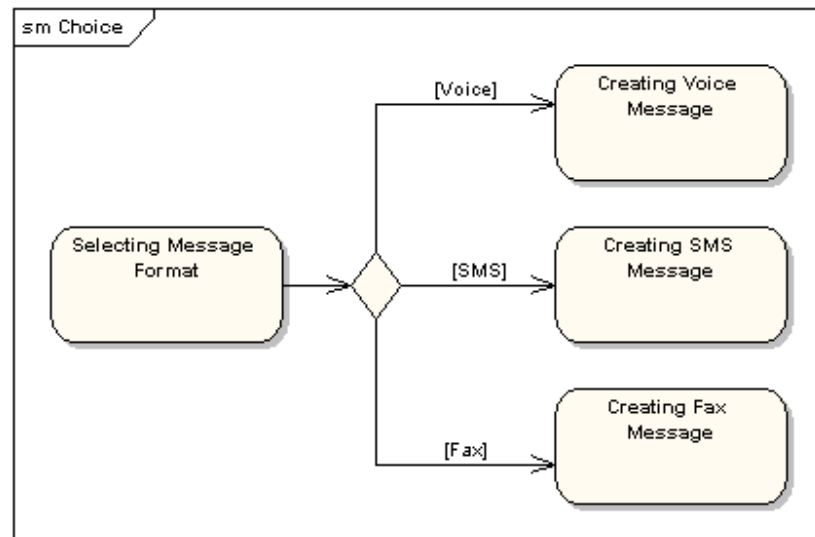 sm Choice
[Voice]
Creating Voice
Message
Selecting Message
Format
[SMS]
Creating SMS
Message
[Fax]
Creating Fax
Message